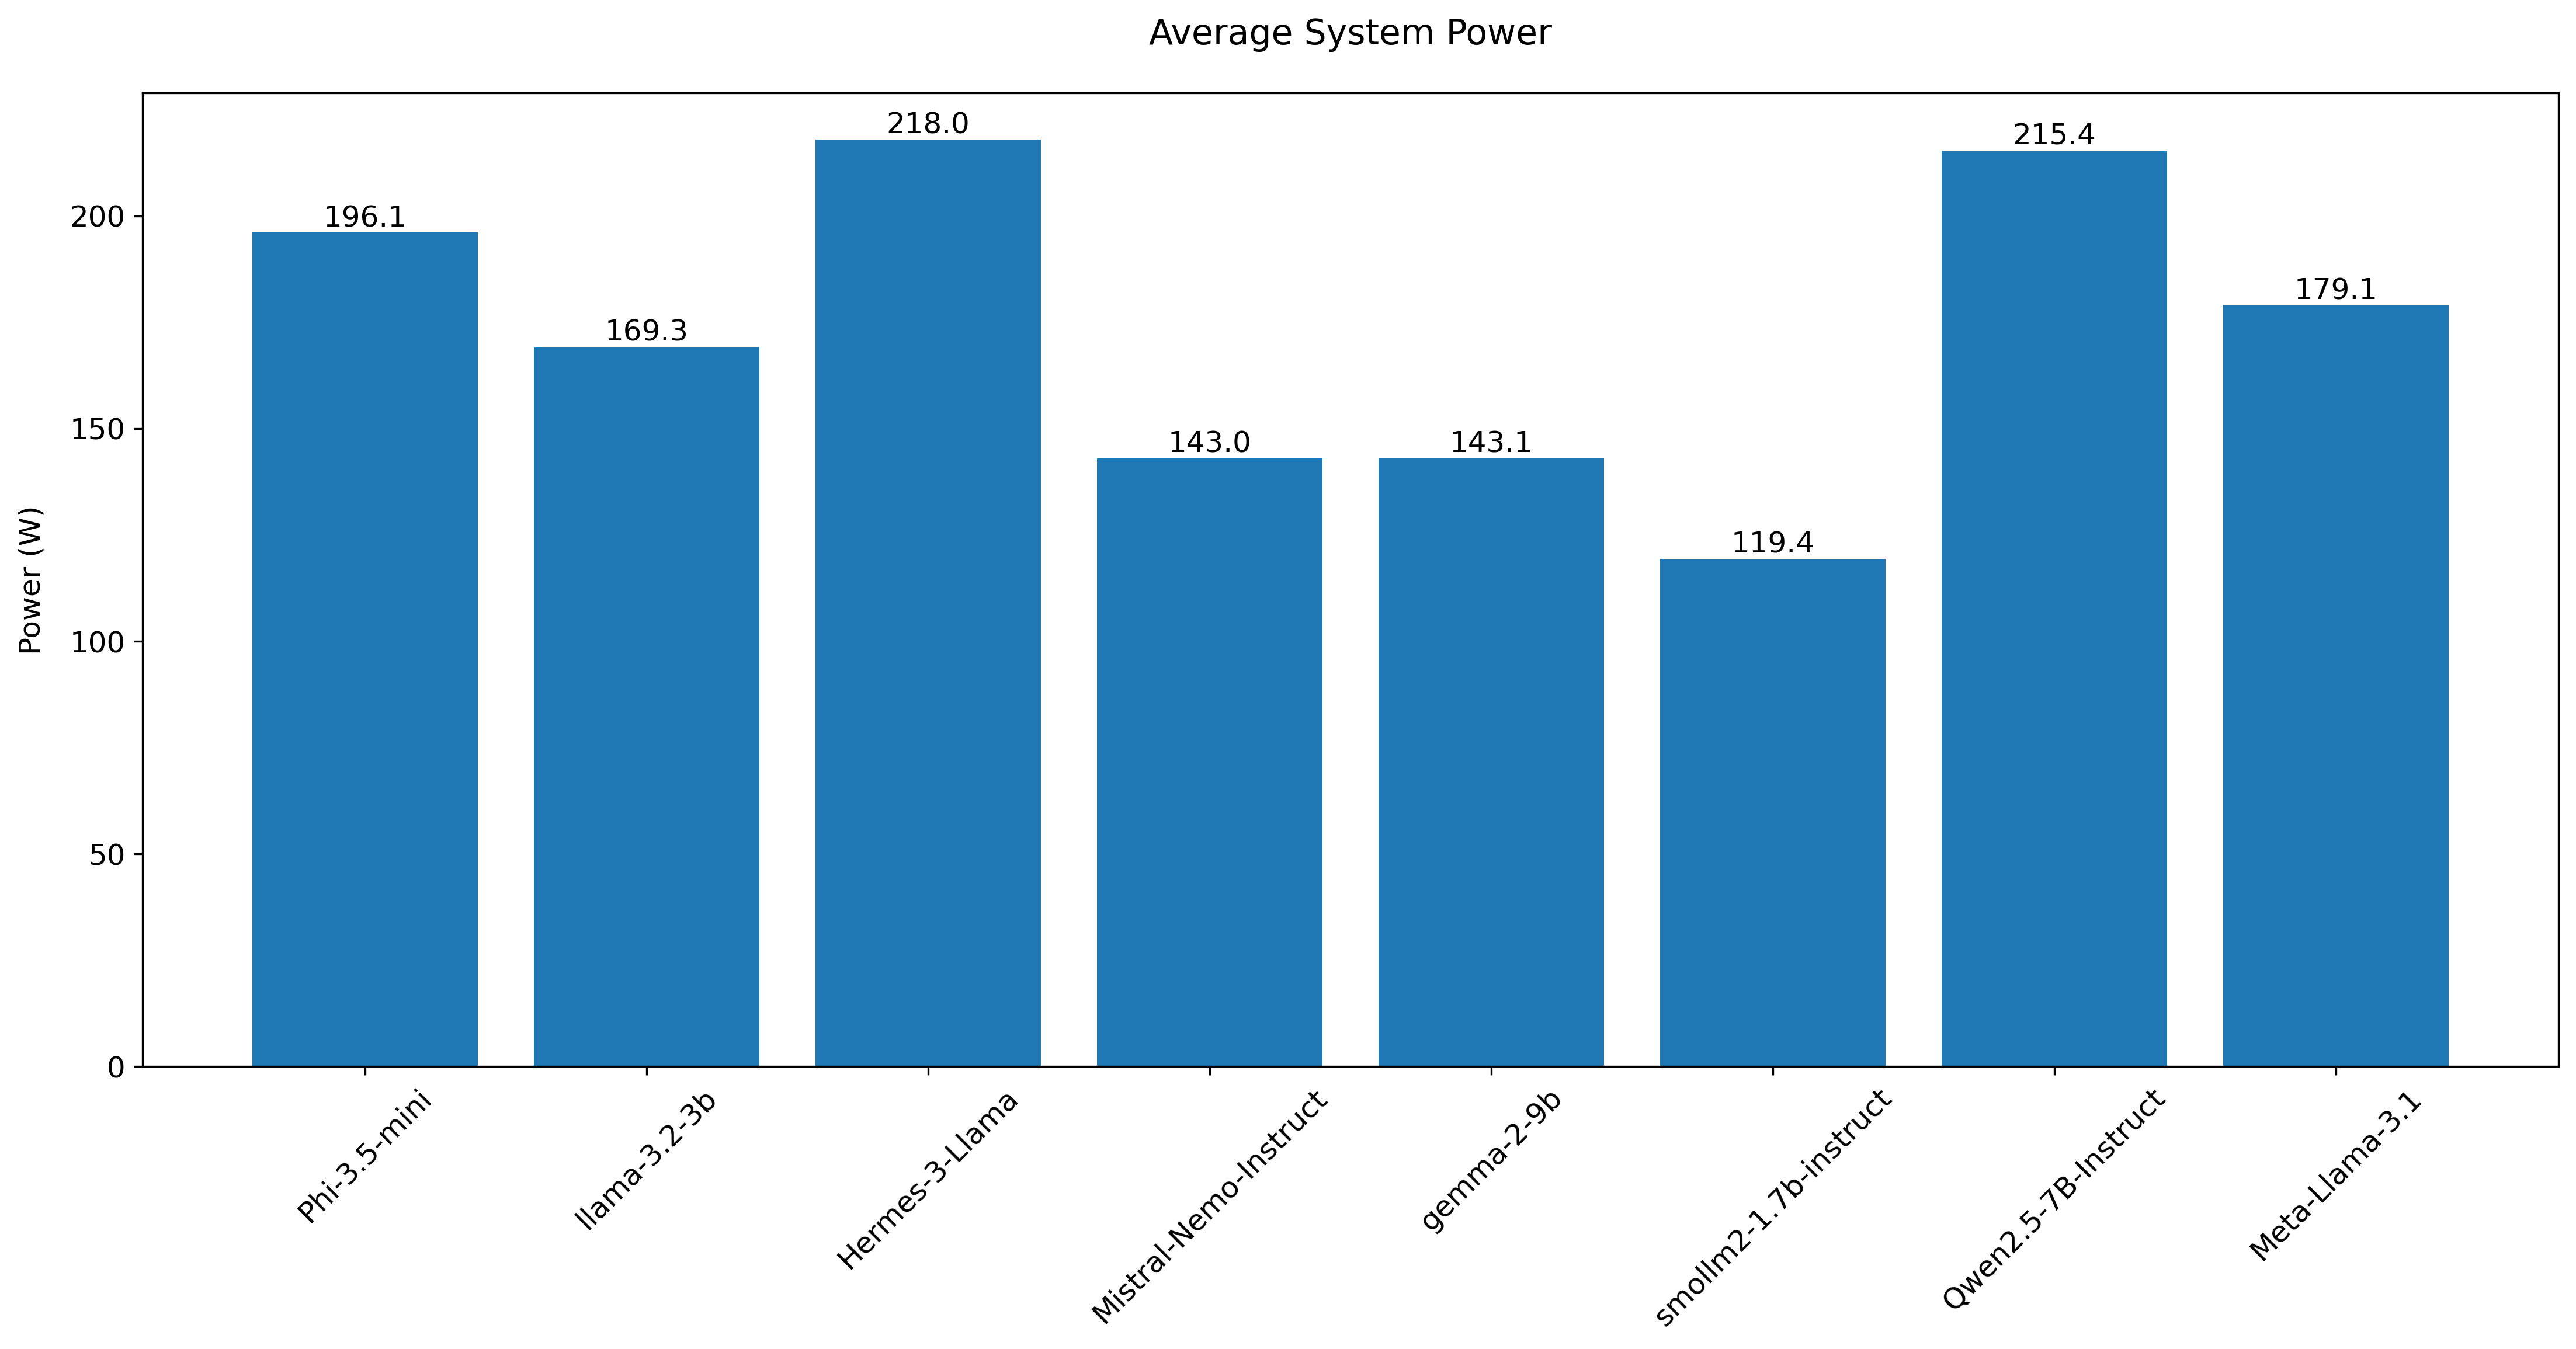 Average System Power
Power (W)
200
150
100
50
0
196.1
169.3
218.0
143.0
143.1
119.4
215.4
179.1
Phi-3.5-mini
llama-3.2-3b
Hermes-3-Llama
Mistral-Nemo-Instruct
gemma-2-9b
smollm2-1.7b-instruct
Qwen2.5-7B-Instruct
Meta-Llama-3.1